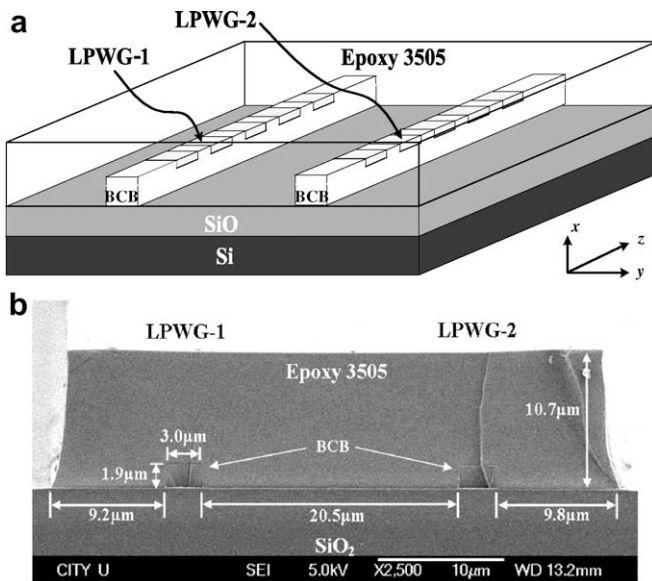 a
LPWG-2
LPWG-1
Epoxy 3505
BCB
BCB
SiO
Si
x
z
y
b
LPWG-1
LPWG-2
Epoxy 3505
3.0μm
10.7μm
1.9μm
BCB
9.2μm
20.5μm
9.8μm
SiO2
CITY U SEI 5.0kV X2,500 10μm WD 13.2mm